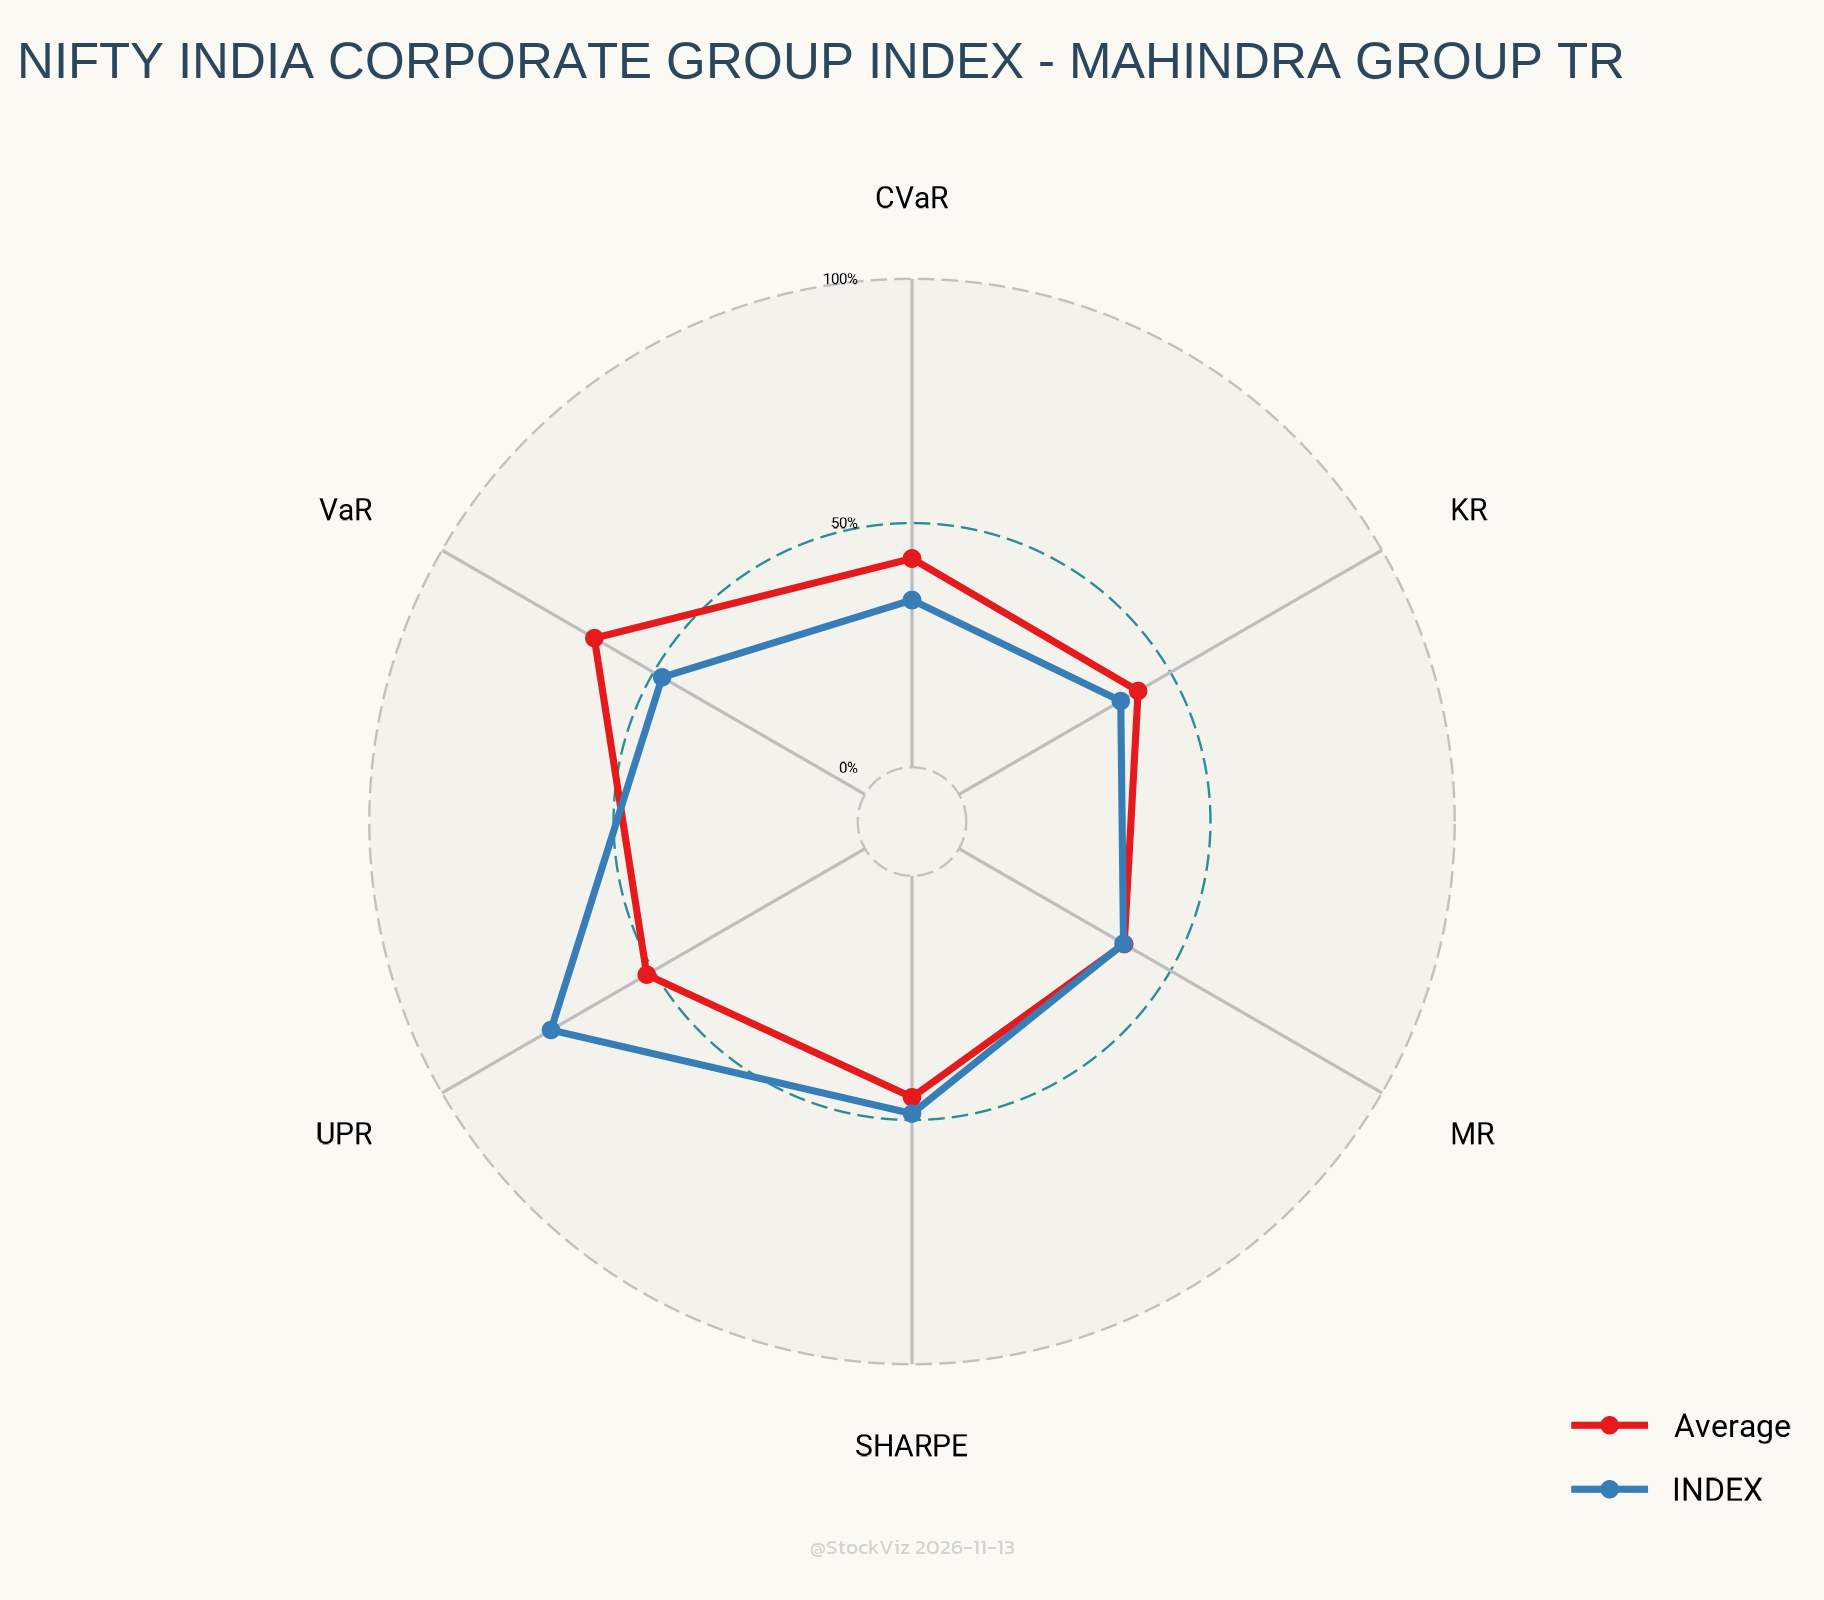 NIFTY INDIA CORPORATE GROUP INDEX - MAHINDRA GROUP TR
CVaR
100%
VaR
KR
50%
0%
UPR
MR
SHARPE
Average
INDEX
@StockViz 2026-11-13